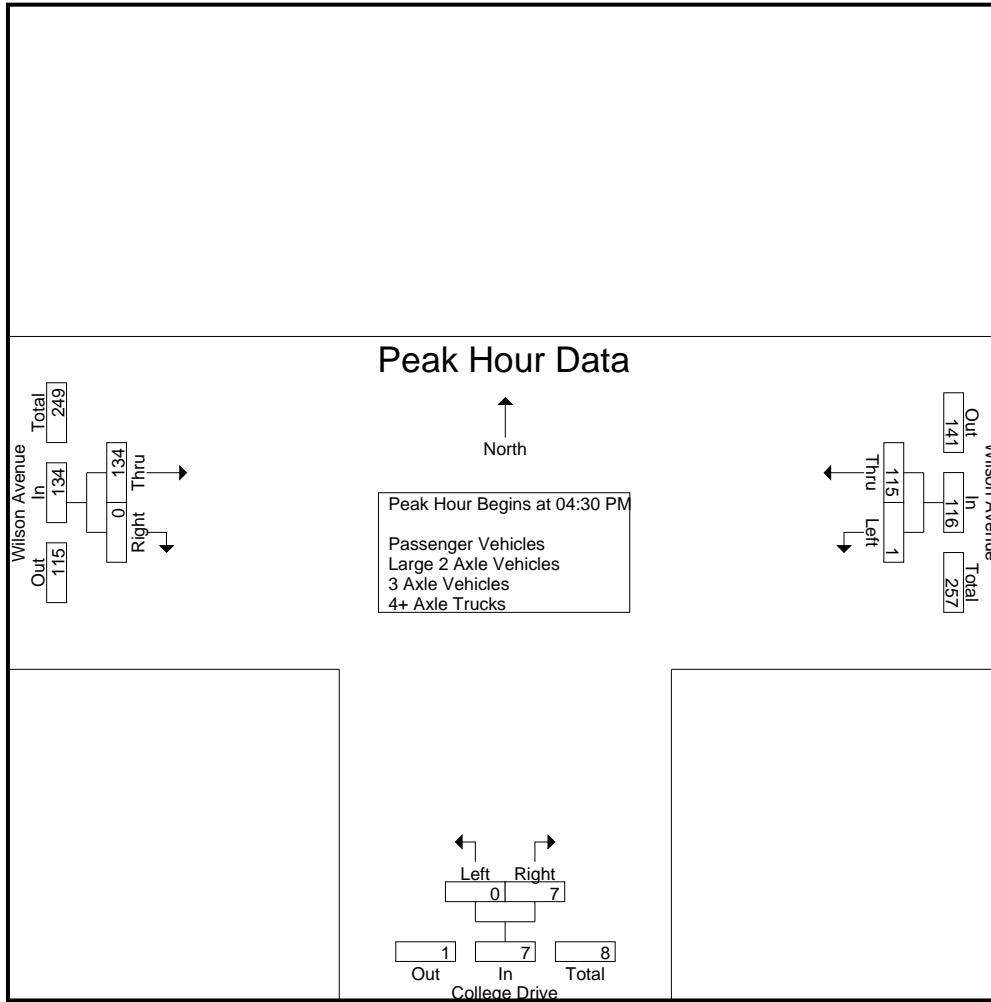 Peak Hour Data
North
Peak Hour Begins at 04:30 PM
Passenger Vehicles
Large 2 Axle Vehicles
3 Axle Vehicles
4+ Axle Trucks
Wilson Avenue
Out In Total
115 134 249
Right Thru
0 134
Wilson Avenue
Out In Total
141 116 257
Thru Left
115 1
Left Right
0 7
1 7 8
Out In Total
College Drive